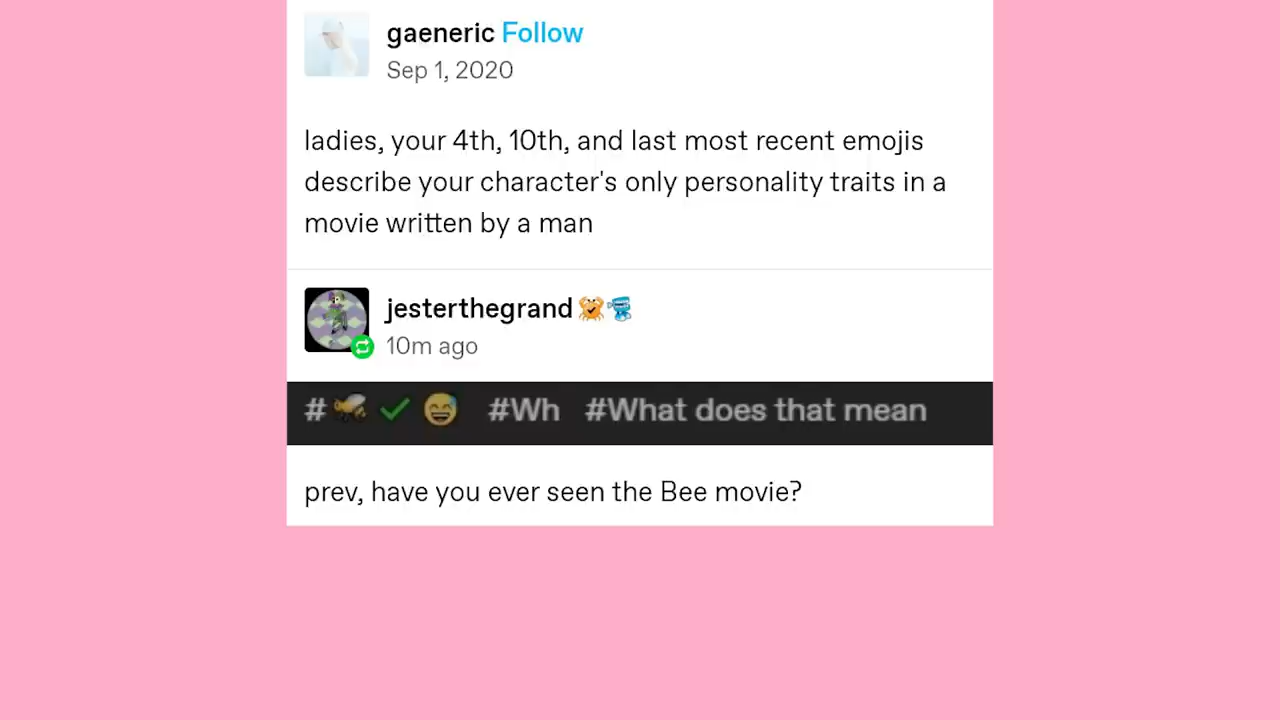 gaeneric Follow
Sep 1, 2020
ladies, your 4th, 10th, and last most recent emojis
describe your character's only personality traits in a
movie written by a man
jesterthegrand🦀
10m ago
#🐝 ✔️ 😅 #Wh #What does that mean
prev, have you ever seen the Bee movie?